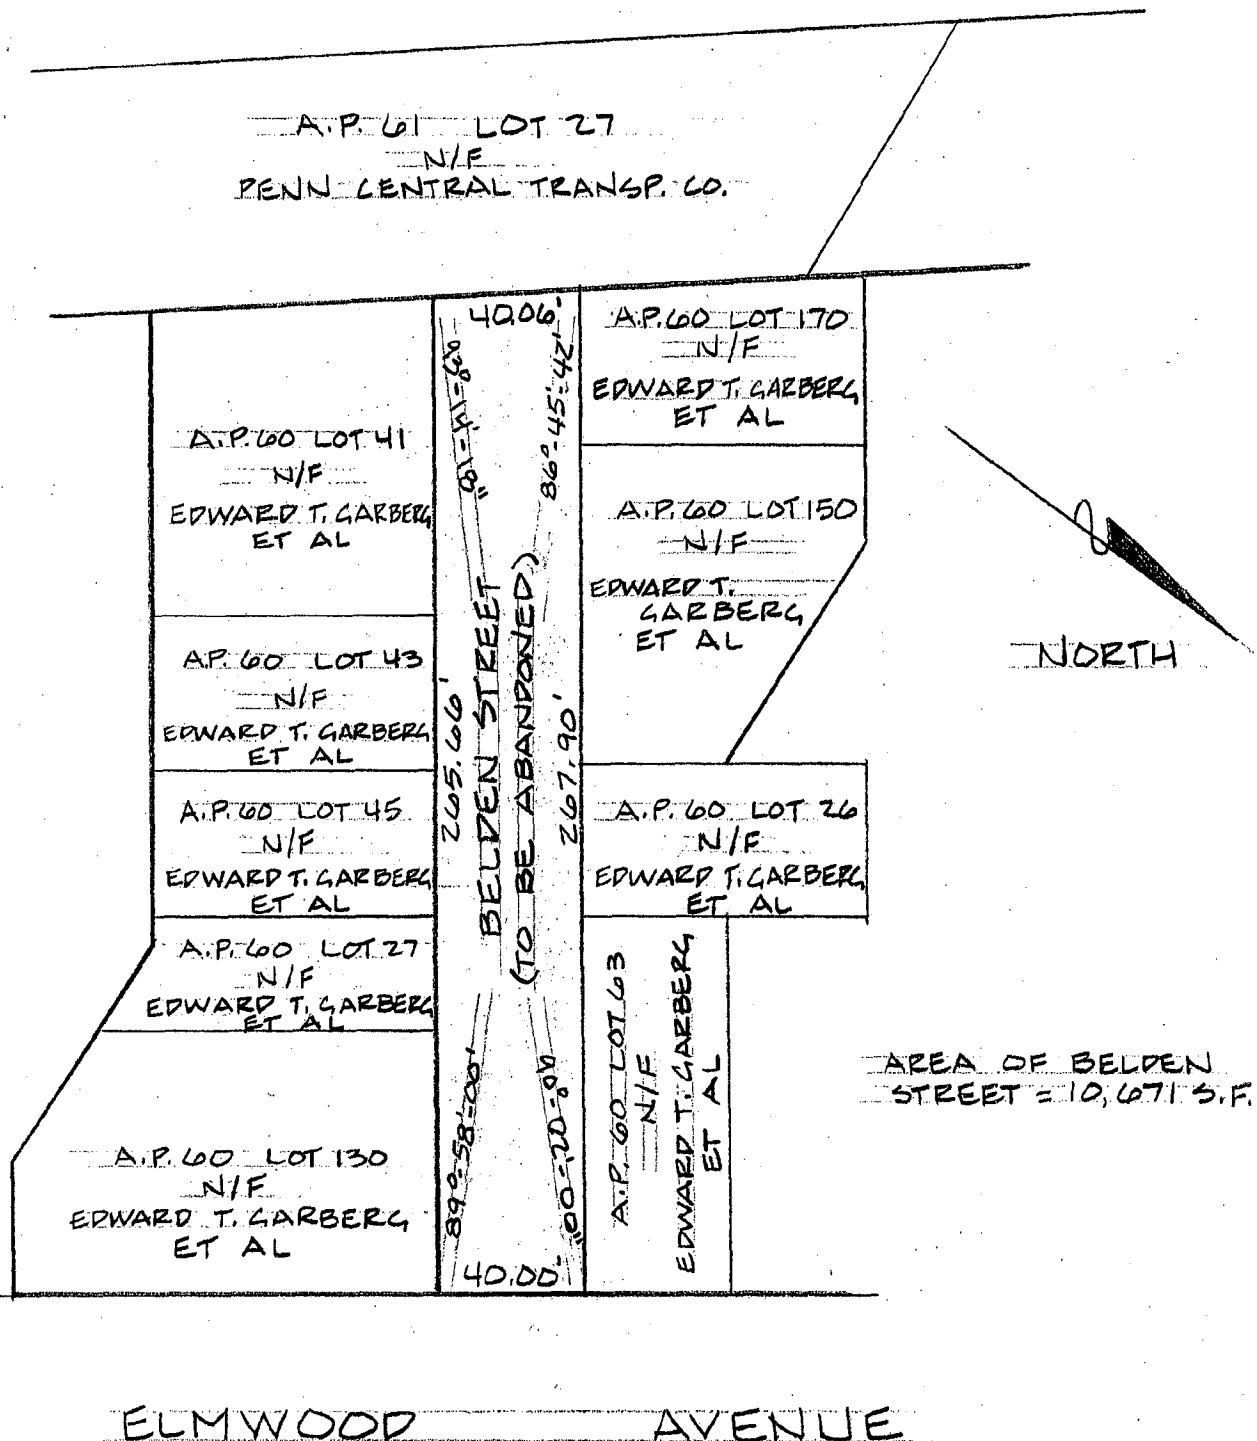 A.P. 61 LOT 27
N/F
PENN CENTRAL TRANSP. CO.
40.06'
93°-14'-18"
86°-45'-42"
A.P. 60 LOT 170
N/F
EDWARD T. GARBERG
ET AL
A.P. 60 LOT 41
N/F
EDWARD T. GARBERG
ET AL
A.P. 60 LOT 150
N/F
EDWARD T.
GARBERG
ET AL
NORTH
A.P. 60 LOT 43
N/F
EDWARD T. GARBERG
ET AL
265.66'
BELDEN STREET
(TO BE ABANDONED)
267.90'
A.P. 60 LOT 45
N/F
EDWARD T. GARBERG
ET AL
A.P. 60 LOT 26
N/F
EDWARD T. GARBERG
ET AL
A.P. 60 LOT 27
N/F
EDWARD T. GARBERG
ET AL
A.P. 60 LOT 63
N/F
EDWARD T. GARBERG
ET AL
AREA OF BELDEN
STREET = 10,671 S.F.
A.P. 60 LOT 130
N/F
EDWARD T. GARBERG
ET AL
89°-58'-00"
40.00'
ELMWOOD AVENUE